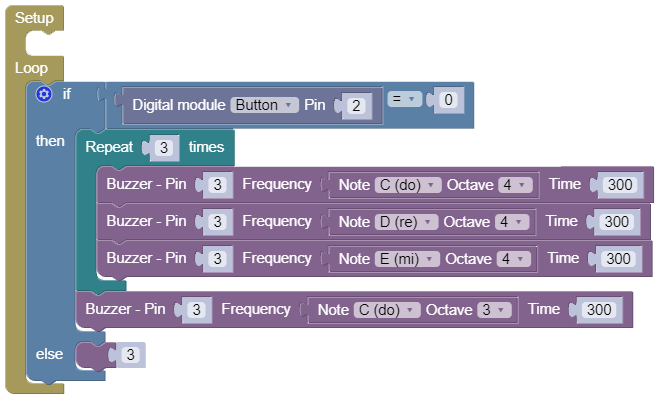 Setup
Loop
if Digital module Button Pin 2 = 0
then
Repeat 3 times
Buzzer - Pin 3 Frequency Note C (do) Octave 4 Time 300
Buzzer - Pin 3 Frequency Note D (re) Octave 4 Time 300
Buzzer - Pin 3 Frequency Note E (mi) Octave 4 Time 300
Buzzer - Pin 3 Frequency Note C (do) Octave 3 Time 300
else 3